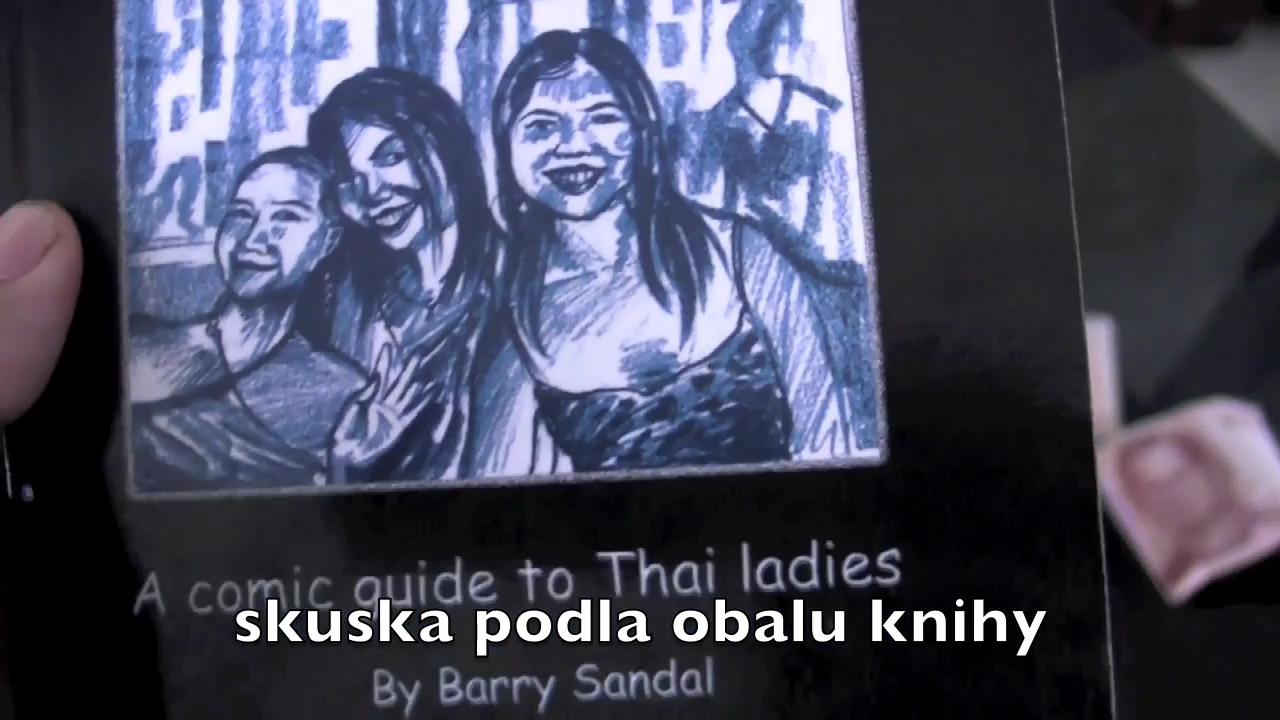 A comic guide to Thai ladies
skuska podla obalu knihy
By Barry Sandal